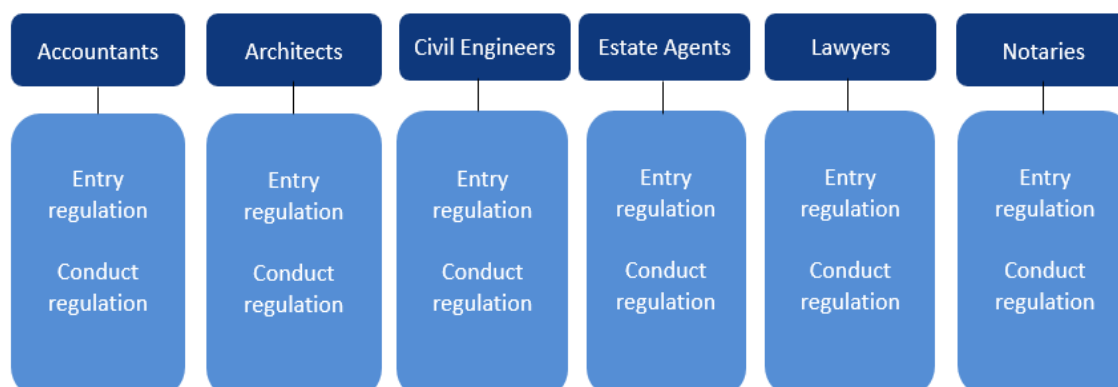 Accountants
Architects
Civil Engineers
Estate Agents
Lawyers
Notaries
Entry
regulation
Conduct
regulation
Entry
regulation
Conduct
regulation
Entry
regulation
Conduct
regulation
Entry
regulation
Conduct
regulation
Entry
regulation
Conduct
regulation
Entry
regulation
Conduct
regulation